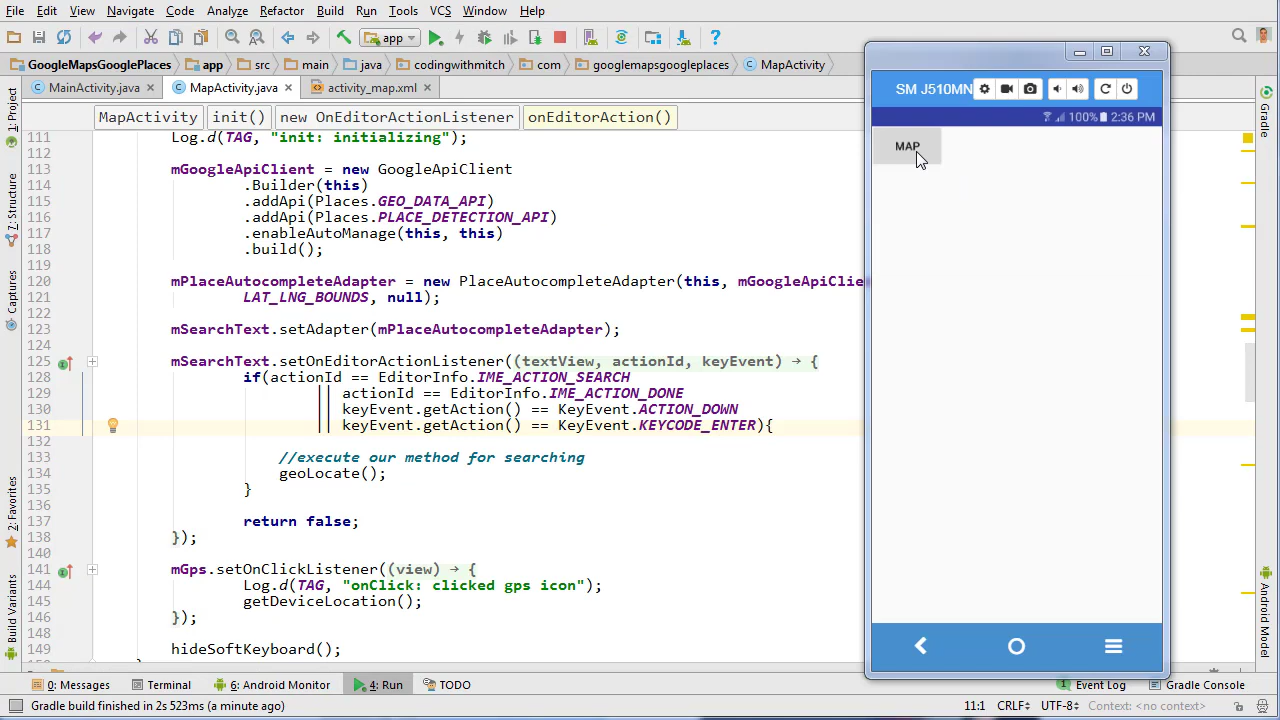 File Edit View Navigate Code Analyze Refactor Build Run Tools VCS Window Help
app
GoogleMapsGooglePlaces app src main java codingwithmitch com googlemapsgoogleplaces MapActivity
MainActivity.java MapActivity.java activity_map.xml
MapActivity init() new OnEditorActionListener onEditorAction()
111 Log.d(TAG, "init: initializing");
112
113 mGoogleApiClient = new GoogleApiClient
114 .Builder(this)
115 .addApi(Places.GEO_DATA_API)
116 .addApi(Places.PLACE_DETECTION_API)
117 .enableAutoManage(this, this)
118 .build();
119
120 mPlaceAutocompleteAdapter = new PlaceAutocompleteAdapter(this, mGoogleApiClie
121 LAT_LNG_BOUNDS, null);
122
123 mSearchText.setAdapter(mPlaceAutocompleteAdapter);
124
125 mSearchText.setOnEditorActionListener((textView, actionId, keyEvent) → {
128 if(actionId == EditorInfo.IME_ACTION_SEARCH
129 || actionId == EditorInfo.IME_ACTION_DONE
130 || keyEvent.getAction() == KeyEvent.ACTION_DOWN
131 || keyEvent.getAction() == KeyEvent.KEYCODE_ENTER){
132
133 //execute our method for searching
134 geoLocate();
135 }
136
137 return false;
138 });
140
141 mGps.setOnClickListener((view) → {
144 Log.d(TAG, "onClick: clicked gps icon");
145 getDeviceLocation();
146 });
148
149 hideSoftKeyboard();
1: Project
7: Structure
Captures
2: Favorites
Build Variants
Gradle
Android Model
SM J510MN
100% 2:36 PM
MAP
0: Messages Terminal 6: Android Monitor 4: Run TODO 1 Event Log Gradle Console
Gradle build finished in 2s 523ms (a minute ago) 11:1 CRLF÷ UTF-8÷ Context: <no context>